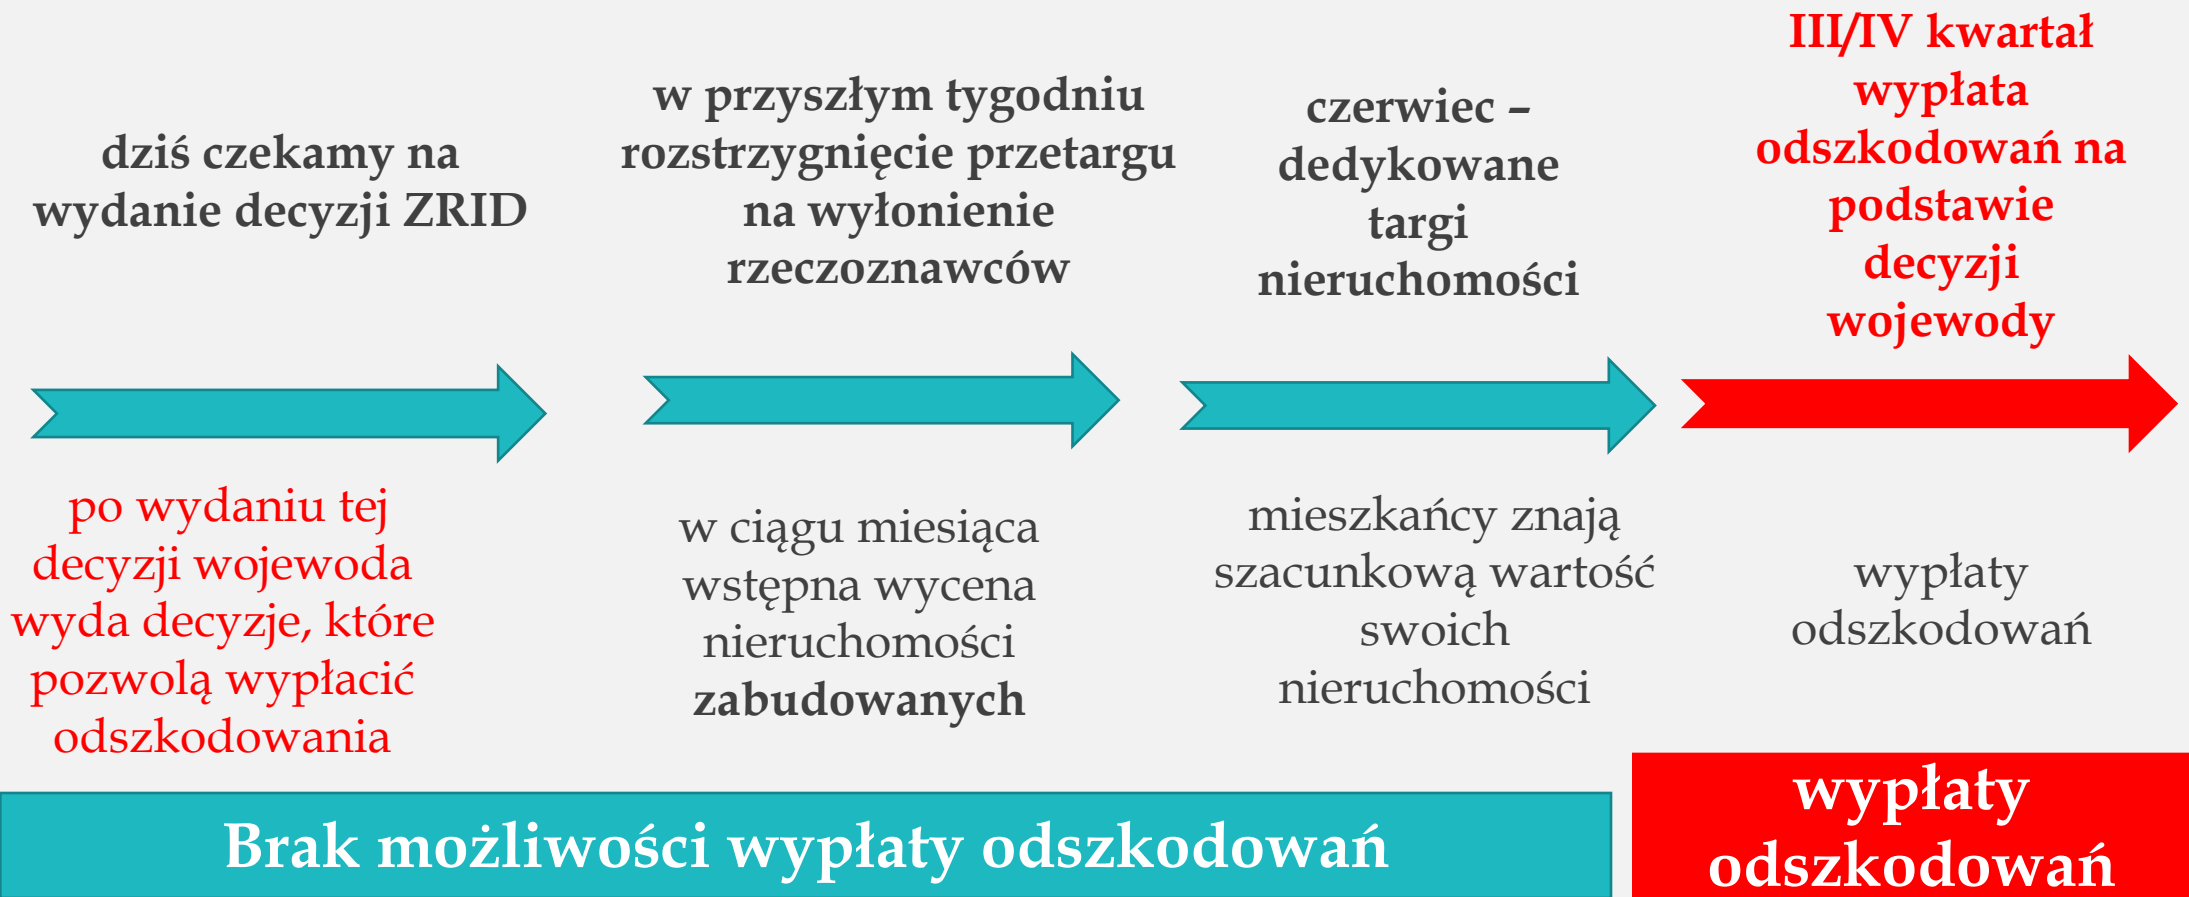 dziś czekamy na
wydanie decyzji ZRID
w przyszłym tygodniu
rozstrzygnięcie przetargu
na wyłonienie
rzeczoznawców
czerwiec –
dedykowane
targi
nieruchomości
III/IV kwartał
wypłata
odszkodowań na
podstawie
decyzji
wojewody
po wydaniu tej
decyzji wojewoda
wyda decyzje, które
pozwolą wypłacić
odszkodowania
w ciągu miesiąca
wstępna wycena
nieruchomości
zabudowanych
mieszkańcy znają
szacunkową wartość
swoich
nieruchomości
wypłaty
odszkodowań
Brak możliwości wypłaty odszkodowań
wypłaty
odszkodowań